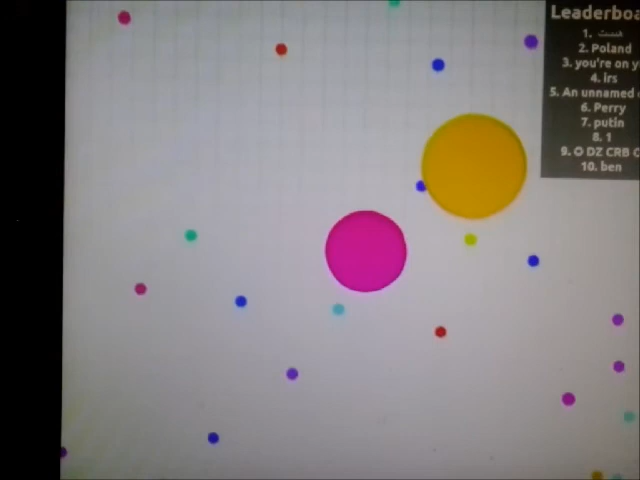 Leaderboa
1.
2. Poland
3. you're on y
4. irs
5. An unnamed
6. Perry
7. putin
8. 1
9. O DZ CRB C
10. ben